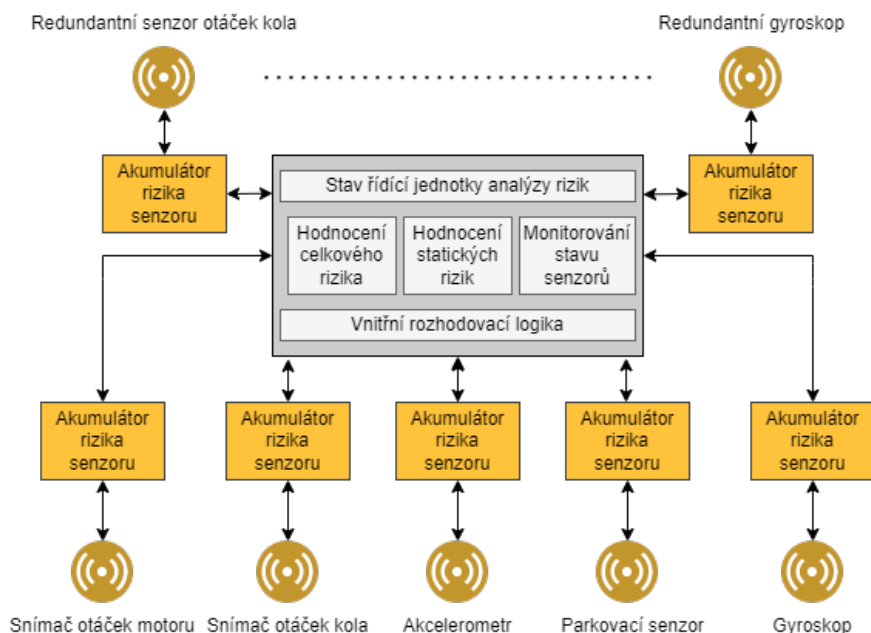 Redundantní senzor otáček kola
Redundantní gyroskop
Akumulátor
rizika
senzoru
Stav řídící jednotky analýzy rizik
Akumulátor
rizika
senzoru
Hodnocení
celkového
rizika
Hodnocení
statických
rizik
Monitorování
stavu
senzorů
Vnitřní rozhodovací logika
Akumulátor
rizika
senzoru
Akumulátor
rizika
senzoru
Akumulátor
rizika
senzoru
Akumulátor
rizika
senzoru
Akumulátor
rizika
senzoru
Snímač otáček motoru
Snímač otáček kola
Akcelerometr
Parkovací senzor
Gyroskop